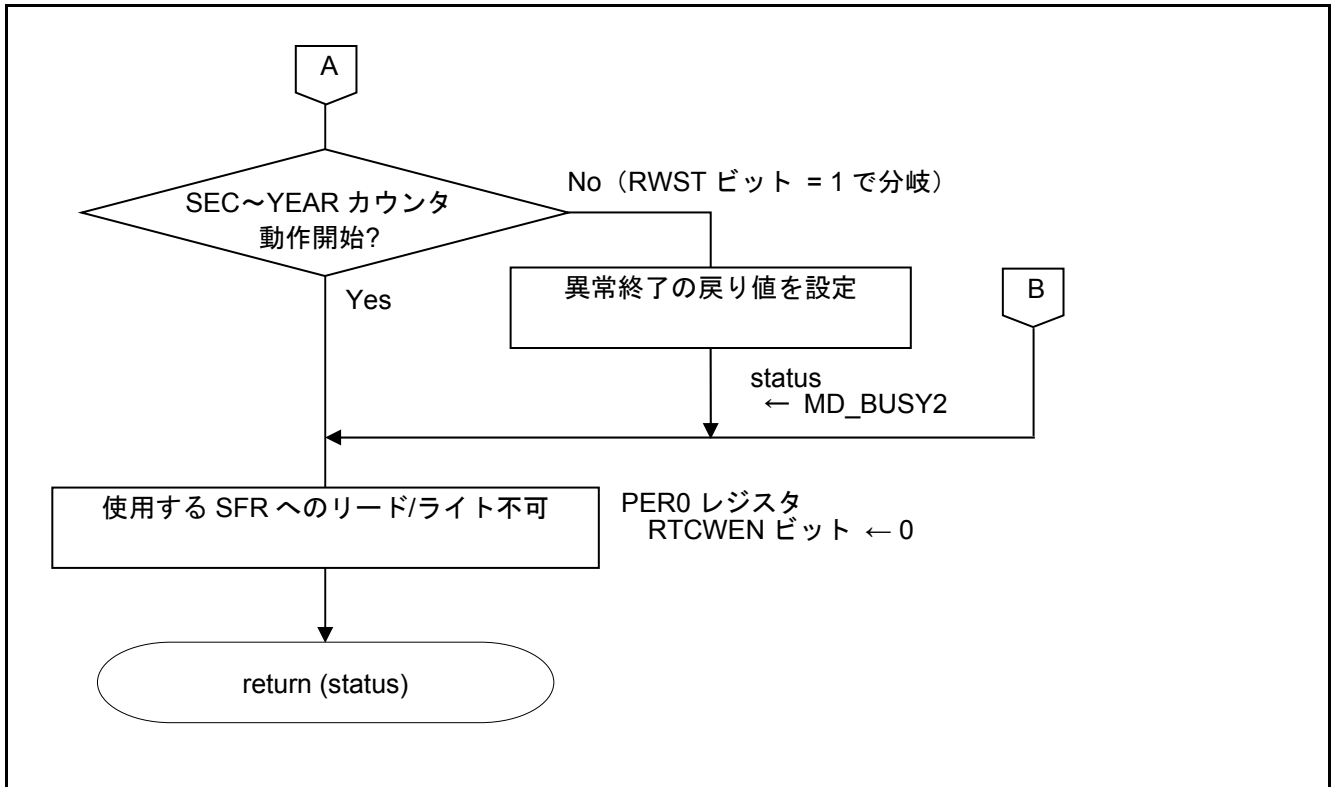 A
No（RWST ビット = 1 で分岐）
SEC～YEAR カウンタ
動作開始?
異常終了の戻り値を設定
B
Yes
status
← MD_BUSY2
使用する SFR へのリード/ライト不可
PER0 レジスタ
RTCWEN ビット ← 0
return (status)